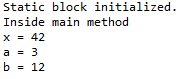 Static block initialized.
Inside main method
x = 42
a = 3
b = 12